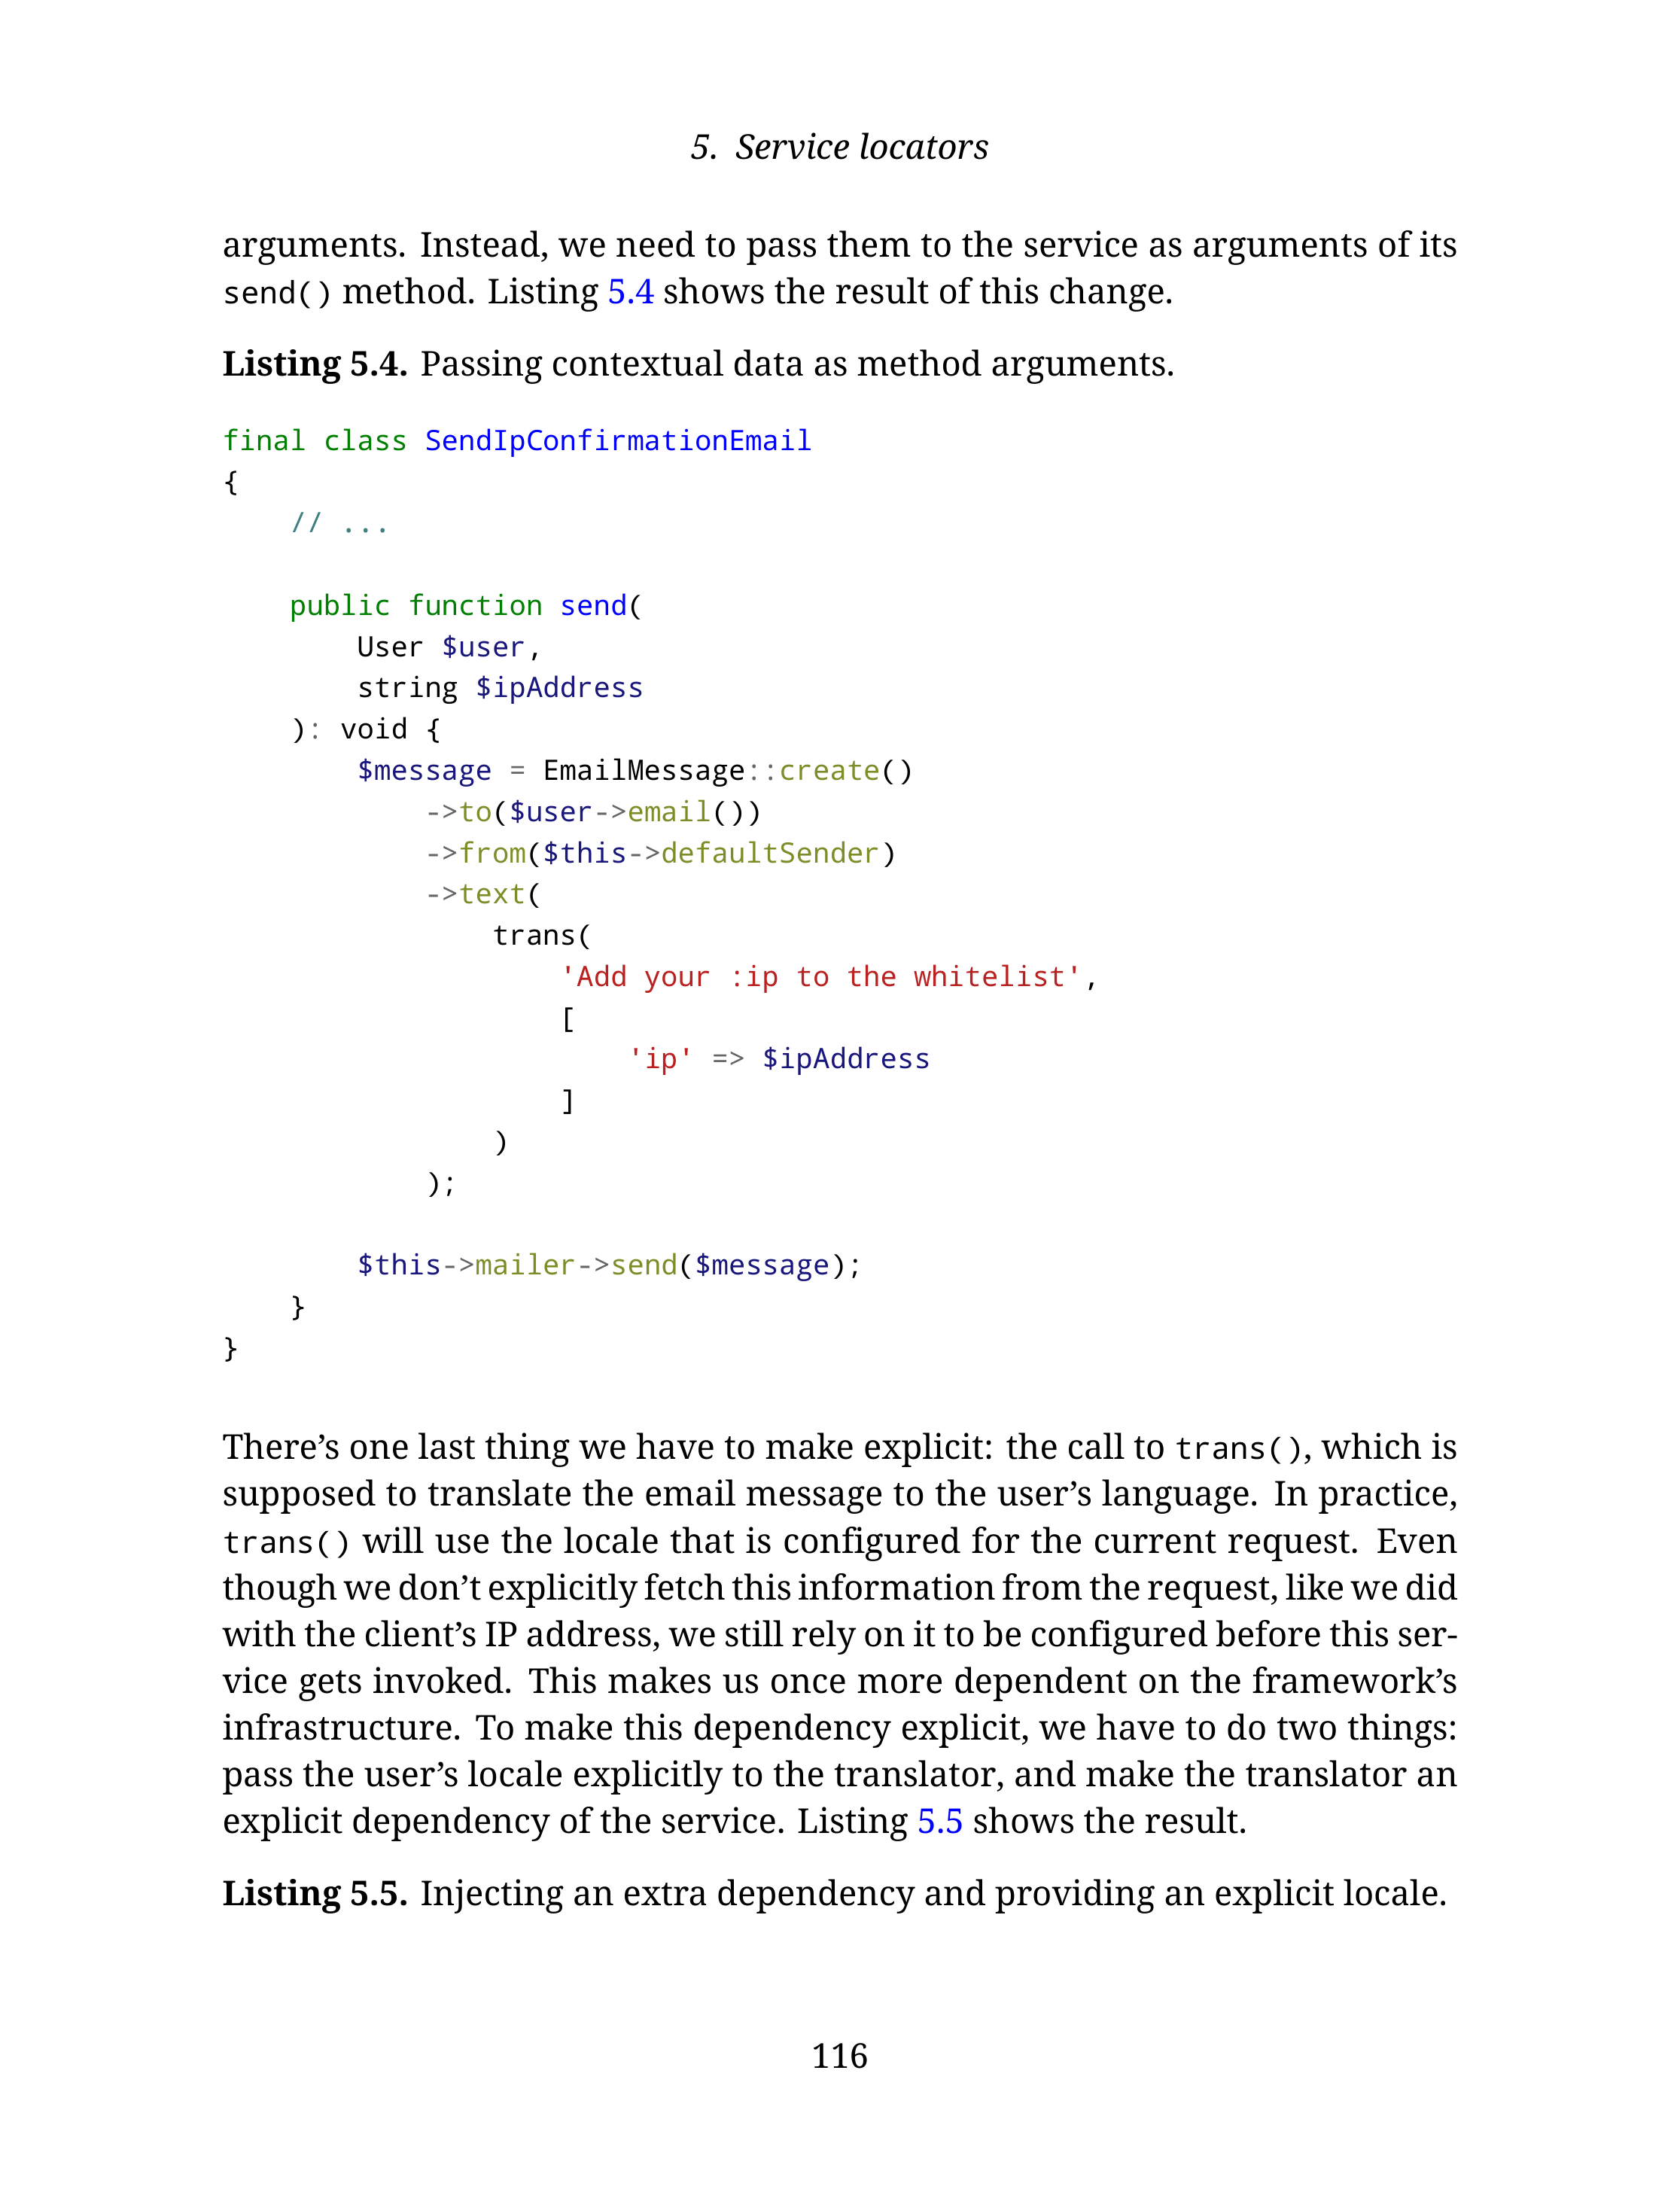 5. Service locators
arguments. Instead, we need to pass them to the service as arguments of its
send() method. Listing 5.4 shows the result of this change.
Listing 5.4. Passing contextual data as method arguments.
final class SendIpConfirmationEmail
{
    // ...

    public function send(
        User $user,
        string $ipAddress
    ): void {
        $message = EmailMessage::create()
            ->to($user->email())
            ->from($this->defaultSender)
            ->text(
                trans(
                    'Add your :ip to the whitelist',
                    [
                        'ip' => $ipAddress
                    ]
                )
            );

        $this->mailer->send($message);
    }
}
There’s one last thing we have to make explicit: the call to trans(), which is
supposed to translate the email message to the user’s language. In practice,
trans() will use the locale that is configured for the current request. Even
though we don’t explicitly fetch this information from the request, like we did
with the client’s IP address, we still rely on it to be configured before this ser-
vice gets invoked. This makes us once more dependent on the framework’s
infrastructure. To make this dependency explicit, we have to do two things:
pass the user’s locale explicitly to the translator, and make the translator an
explicit dependency of the service. Listing 5.5 shows the result.
Listing 5.5. Injecting an extra dependency and providing an explicit locale.
116